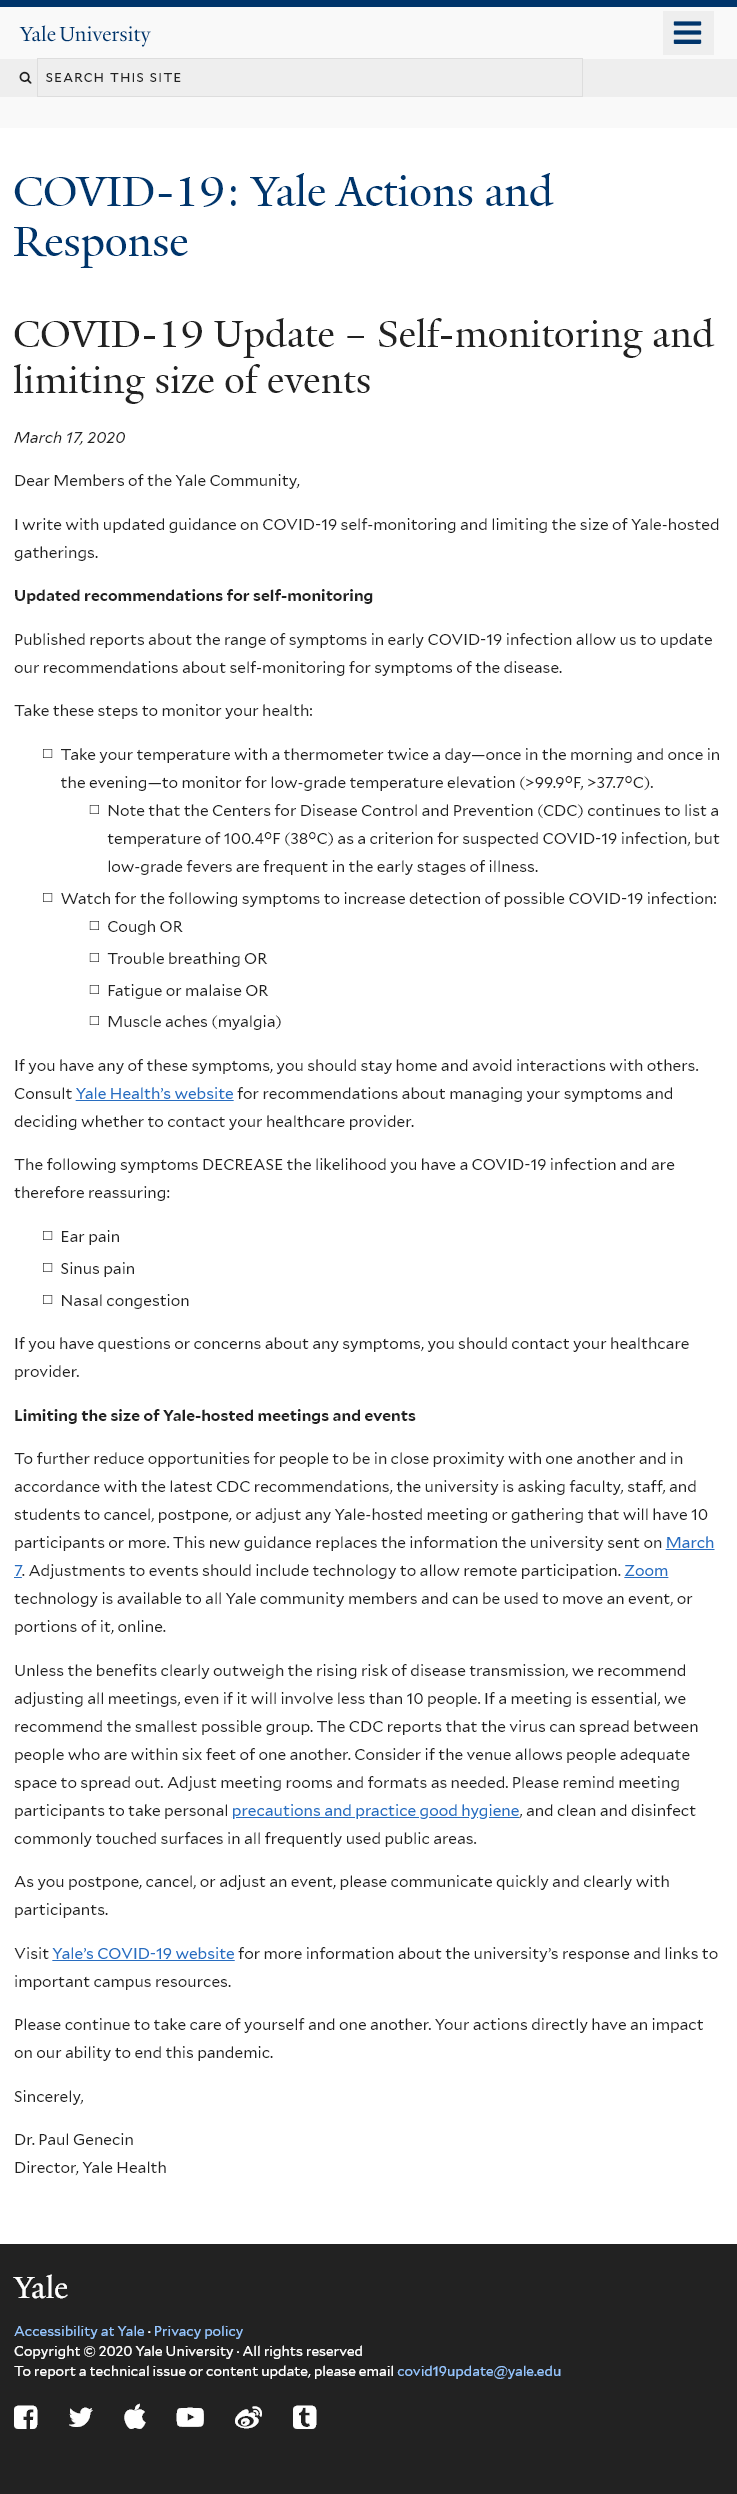 Yale University
SEARCH THIS SITE
COVID-19: Yale Actions and
Response
COVID-19 Update – Self-monitoring and
limiting size of events
March 17, 2020
Dear Members of the Yale Community,
I write with updated guidance on COVID-19 self-monitoring and limiting the size of Yale-hosted
gatherings.
Updated recommendations for self-monitoring
Published reports about the range of symptoms in early COVID-19 infection allow us to update
our recommendations about self-monitoring for symptoms of the disease.
Take these steps to monitor your health:
□ Take your temperature with a thermometer twice a day—once in the morning and once in
the evening—to monitor for low-grade temperature elevation (>99.9ºF, >37.7ºC).
□ Note that the Centers for Disease Control and Prevention (CDC) continues to list a
temperature of 100.4ºF (38ºC) as a criterion for suspected COVID-19 infection, but
low-grade fevers are frequent in the early stages of illness.
□ Watch for the following symptoms to increase detection of possible COVID-19 infection:
□ Cough OR
□ Trouble breathing OR
□ Fatigue or malaise OR
□ Muscle aches (myalgia)
If you have any of these symptoms, you should stay home and avoid interactions with others.
Consult Yale Health’s website for recommendations about managing your symptoms and
deciding whether to contact your healthcare provider.
The following symptoms DECREASE the likelihood you have a COVID-19 infection and are
therefore reassuring:
□ Ear pain
□ Sinus pain
□ Nasal congestion
If you have questions or concerns about any symptoms, you should contact your healthcare
provider.
Limiting the size of Yale-hosted meetings and events
To further reduce opportunities for people to be in close proximity with one another and in
accordance with the latest CDC recommendations, the university is asking faculty, staff, and
students to cancel, postpone, or adjust any Yale-hosted meeting or gathering that will have 10
participants or more. This new guidance replaces the information the university sent on March
7. Adjustments to events should include technology to allow remote participation. Zoom
technology is available to all Yale community members and can be used to move an event, or
portions of it, online.
Unless the benefits clearly outweigh the rising risk of disease transmission, we recommend
adjusting all meetings, even if it will involve less than 10 people. If a meeting is essential, we
recommend the smallest possible group. The CDC reports that the virus can spread between
people who are within six feet of one another. Consider if the venue allows people adequate
space to spread out. Adjust meeting rooms and formats as needed. Please remind meeting
participants to take personal precautions and practice good hygiene, and clean and disinfect
commonly touched surfaces in all frequently used public areas.
As you postpone, cancel, or adjust an event, please communicate quickly and clearly with
participants.
Visit Yale’s COVID-19 website for more information about the university’s response and links to
important campus resources.
Please continue to take care of yourself and one another. Your actions directly have an impact
on our ability to end this pandemic.
Sincerely,
Dr. Paul Genecin
Director, Yale Health
Yale
Accessibility at Yale · Privacy policy
Copyright © 2020 Yale University · All rights reserved
To report a technical issue or content update, please email covid19update@yale.edu